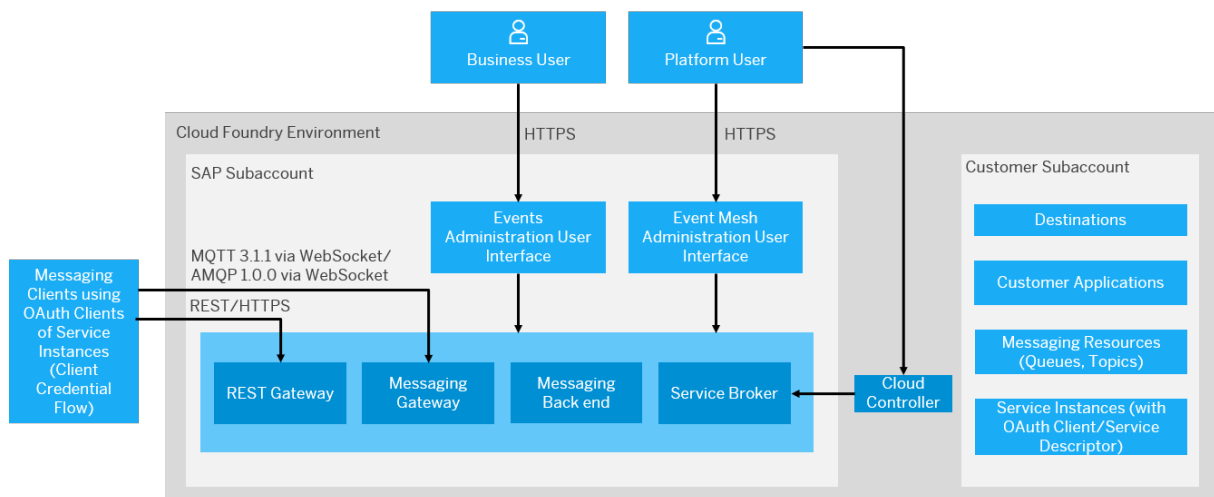 Business User
Platform User
Cloud Foundry Environment
HTTPS
HTTPS
SAP Subaccount
Customer Subaccount
Events
Administration User
Interface
Event Mesh
Administration User
Interface
Destinations
MQTT 3.1.1 via WebSocket/
AMQP 1.0.0 via WebSocket
Messaging
Clients using
OAuth Clients
of Service
Instances
(Client
Credential
Flow)
REST/HTTPS
Customer Applications
Messaging Resources
(Queues, Topics)
REST Gateway
Messaging
Gateway
Messaging
Back end
Service Broker
Cloud
Controller
Service Instances (with
OAuth Client/Service
Descriptor)